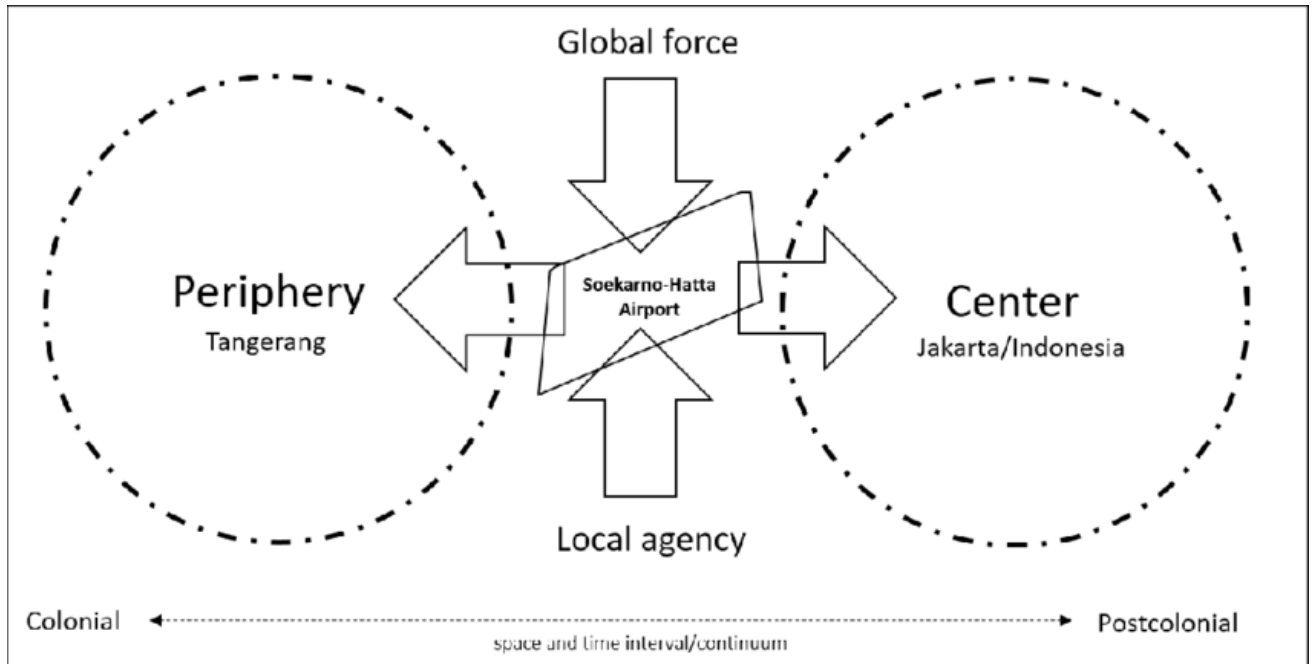 Global force
Periphery
Tangerang
Soekarno-Hatta
Airport
Center
Jakarta/Indonesia
Local agency
Colonial
space and time interval/continuum
Postcolonial